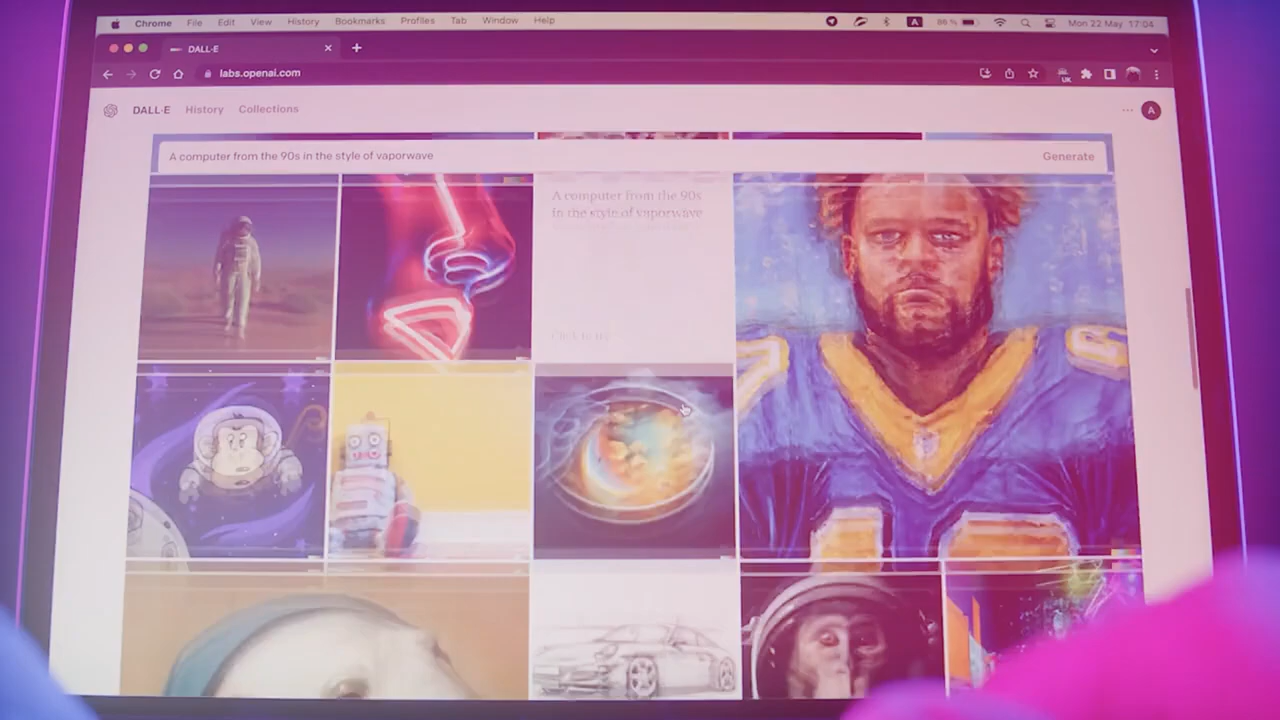 Chrome File Edit View History Bookmarks Profiles Tab Window Help A 86 % Mon 22 May 17:04
DALL-E
labs.openai.com
UK
DALL·E History Collections A
A computer from the 90s in the style of vaporwave Generate
A computer from the 90s
in the style of vaporwave